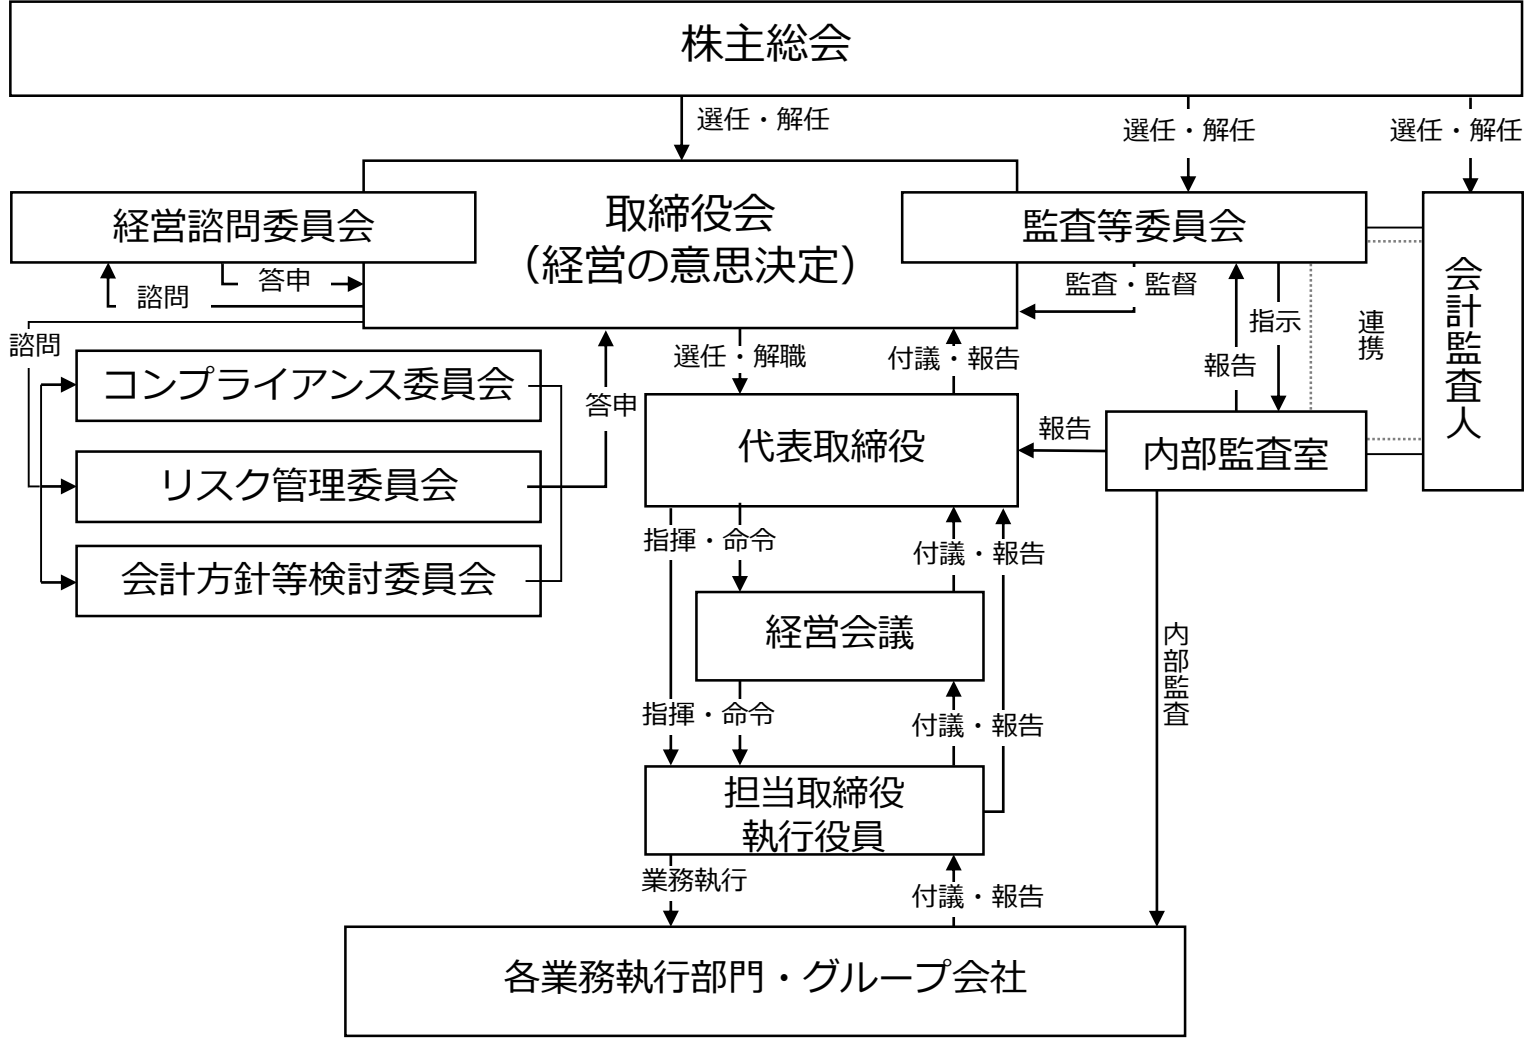 株主総会
選任・解任
選任・解任
選任・解任
経営諮問委員会
取締役会
（経営の意思決定）
監査等委員会
会計監査人
答申
諮問
監査・監督
諮問
指示
連携
報告
選任・解職
付議・報告
コンプライアンス委員会
答申
代表取締役
報告
内部監査室
リスク管理委員会
指揮・命令
付議・報告
会計方針等検討委員会
経営会議
内部監査
指揮・命令
付議・報告
担当取締役
執行役員
業務執行
付議・報告
各業務執行部門・グループ会社